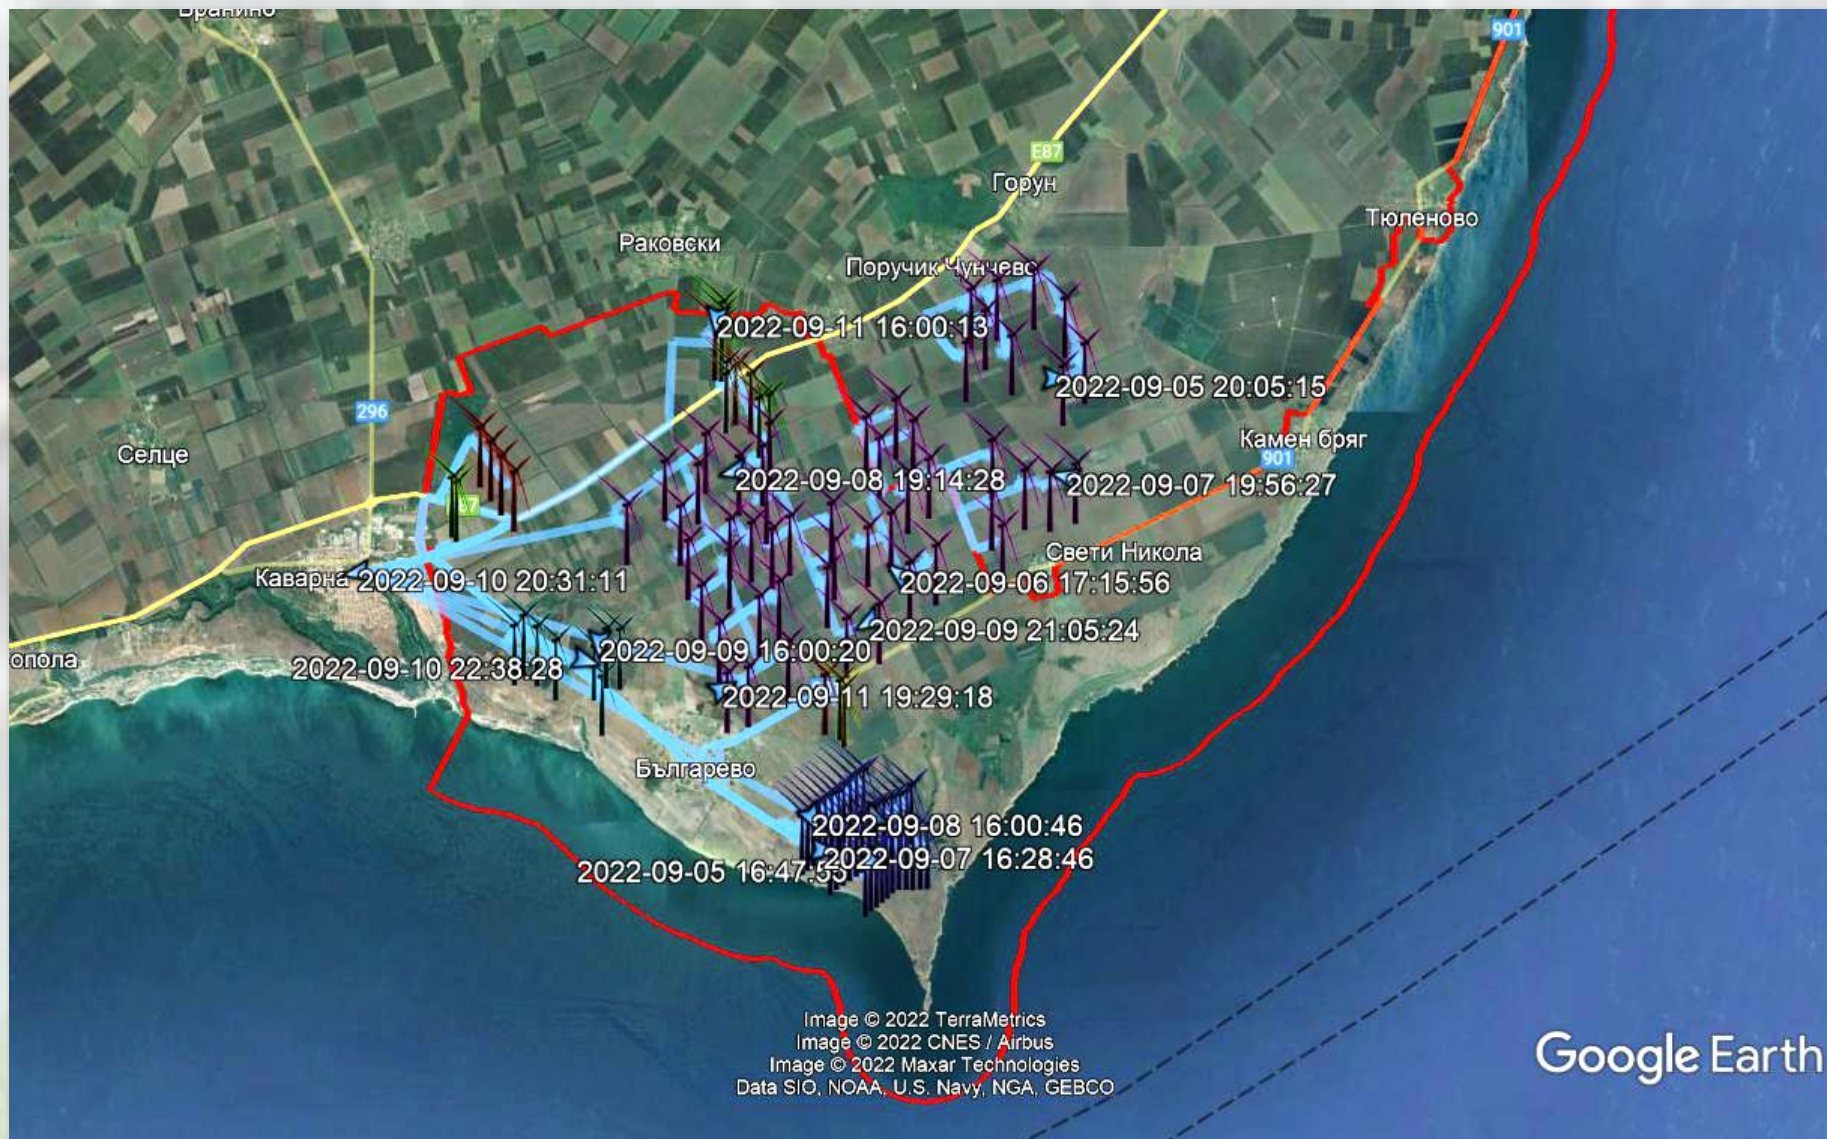 901
E87
Горун
Тюленово
Раковски
Поручик Чунчево
2022-09-11 16:00:13
2022-09-05 20:05:15
296
Камен бряг
Селце
901
2022-09-08 19:14:28
2022-09-07 19:56:27
Свети Никола
Каварна
2022-09-10 20:31:11
2022-09-06 17:15:56
2022-09-09 21:05:24
2022-09-09 16:00:20
опола
2022-09-10 22:38:28
2022-09-11 19:29:18
Българево
2022-09-08 16:00:46
2022-09-07 16:28:46
2022-09-05
Image © 2022 TerraMetrics
Image © 2022 CNES / Airbus
Image © 2022 Maxar Technologies
Data SIO, NOAA, U.S. Navy, NGA, GEBCO
Google Earth